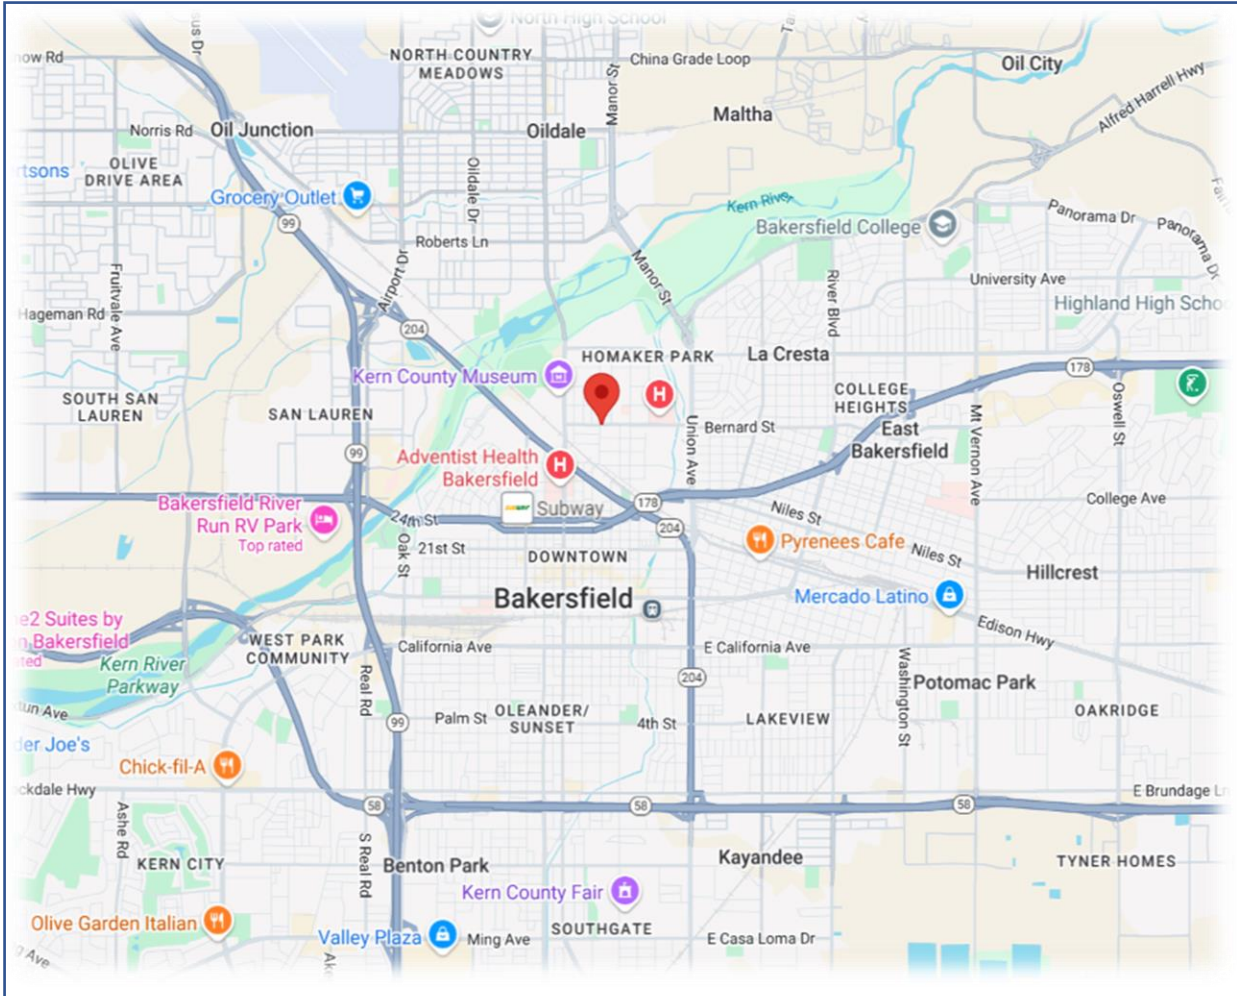 North High School
NORTH COUNTRY
MEADOWS
China Grade Loop
Oil City
Manor St
Alfred Harrell Hwy
Maltha
Norris Rd
Oil Junction
Oildale
OLIVE
DRIVE AREA
Oildale Dr
Grocery Outlet
Kern River
Panorama Dr
Panorama Dr
Bakersfield College
99
Roberts Ln
Airport Dr
Manor St
River Blvd
University Ave
Fruitvale Ave
Hageman Rd
Highland High Schoo
204
HOMAKER PARK
La Cresta
178
Kern County Museum
COLLEGE
HEIGHTS
SOUTH SAN
LAUREN
SAN LAUREN
H
Union Ave
Bernard St
East
Bakersfield
Mt Vernon Ave
Oswell St
99
Adventist Health
Bakersfield
H
Bakersfield River
Run RV Park
Top rated
SUBWAY
Subway
178
College Ave
24th St
204
Niles St
21st St
Oak St
DOWNTOWN
Pyrenees Cafe
Niles St
Hillcrest
Bakersfield
Mercado Latino
e2 Suites by
n Bakersfield
ated
Edison Hwy
WEST PARK
COMMUNITY
California Ave
E California Ave
Kern River
Parkway
Real Rd
204
Washington St
Potomac Park
tun Ave
99
Palm St
OLEANDER/
SUNSET
4th St
LAKEVIEW
OAKRIDGE
der Joe's
Chick-fil-A
ckdale Hwy
58
58
58
E Brundage Ln
Ashe Rd
S Real Rd
KERN CITY
Benton Park
Kayandee
TYNER HOMES
Kern County Fair
Olive Garden Italian
Valley Plaza
Ming Ave
SOUTHGATE
E Casa Loma Dr
g Ave